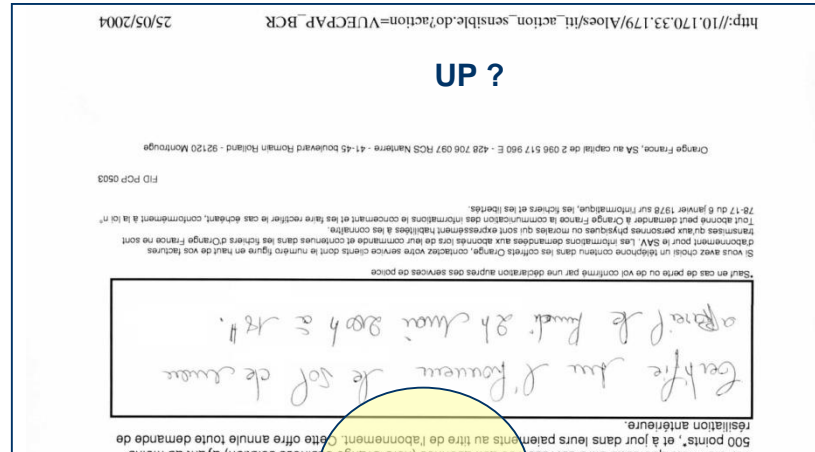 UP ?
500 points*, et à jour dans leurs paiements au titre de l'abonnement. Cette offre annule toute demande de
résiliation antérieure.
Certifie sur l'honneur le vol de mon
appareil le lundi 24 mai 2004 à 18H.
*Sauf en cas de perte ou de vol confirmé par une déclaration aupres des services de police
Si vous avez choisi un téléphone contenu dans les coffrets Orange, contactez votre service clients dont le numéro figure en haut de vos factures
d'abonnement pour le SAV. Les informations demandées aux abonnés lors de leur commande et contenues dans les fichiers d'Orange France ne sont
transmises qu'aux personnes physiques ou morales qui sont expressément habilitées à les connaître.
Tout abonné peut demander à Orange France la communication des informations le concernant et les faire rectifier le cas échéant, conformément à la loi n°
78-17 du 6 janvier 1978 sur l'informatique, les fichiers et les libertés.
FID PCP 0503
Orange France, SA au capital de 2 096 517 960 E - 428 706 097 RCS Nanterre - 41-45 boulevard Romain Rolland - 92120 Montrouge
http://10.170.33.179/Aloes/iti_action_sensible.do?action=VUECPAP_BCR 25/05/2004